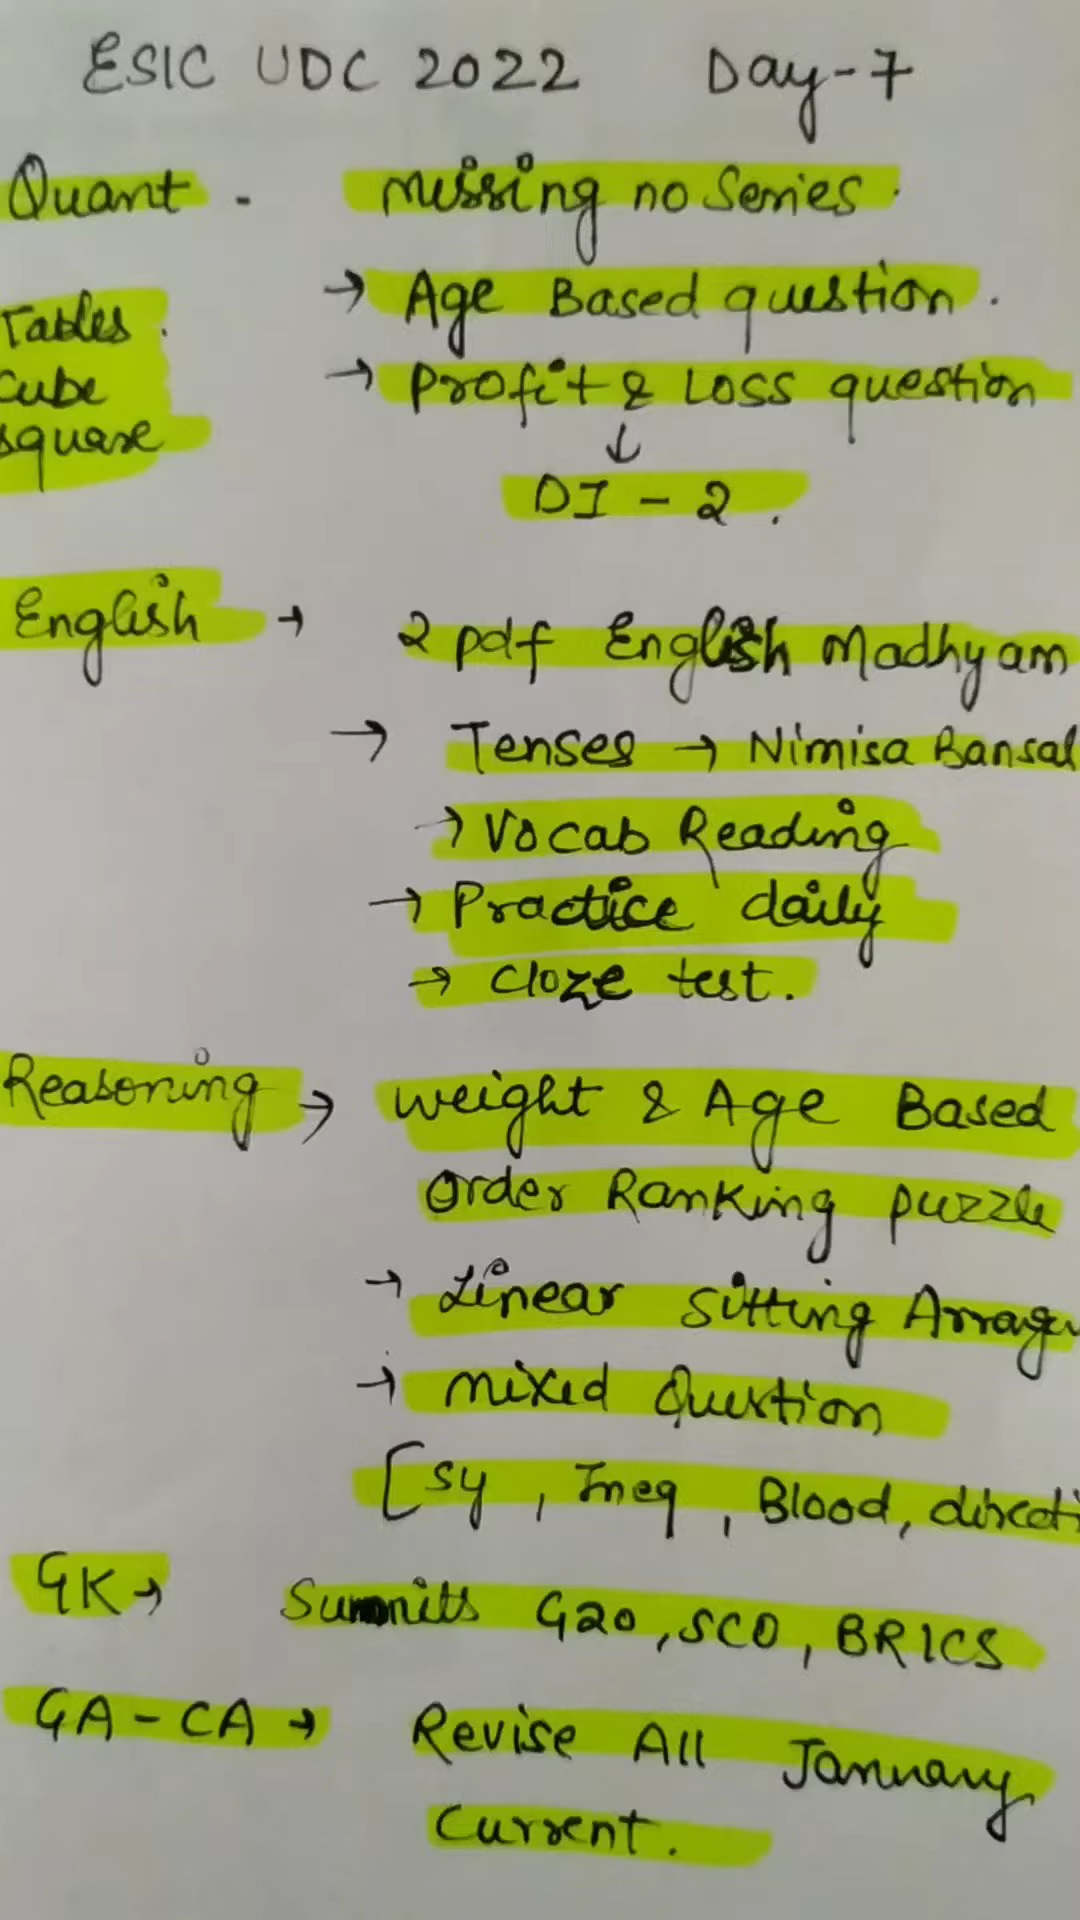 ESIC UDC 2022 Day-7
Quant - missing no Series.
→ Age Based question.
Tables.
→ Profit & Loss question
Cube
square
↓
DI - 2.
English → 2 pdf English Madhyam
→ Tenses → Nimisa Bansal
→ Vocab Reading
→ Practice daily
→ Cloze test.
Reasoning → weight & Age Based
Order Ranking puzzle
→ Linear Sitting Arrage
→ mixed Question
[sy, Ineq, Blood, directi
GK → Summits G20, SCO, BRICS
GA - CA → Revise All January
Current.